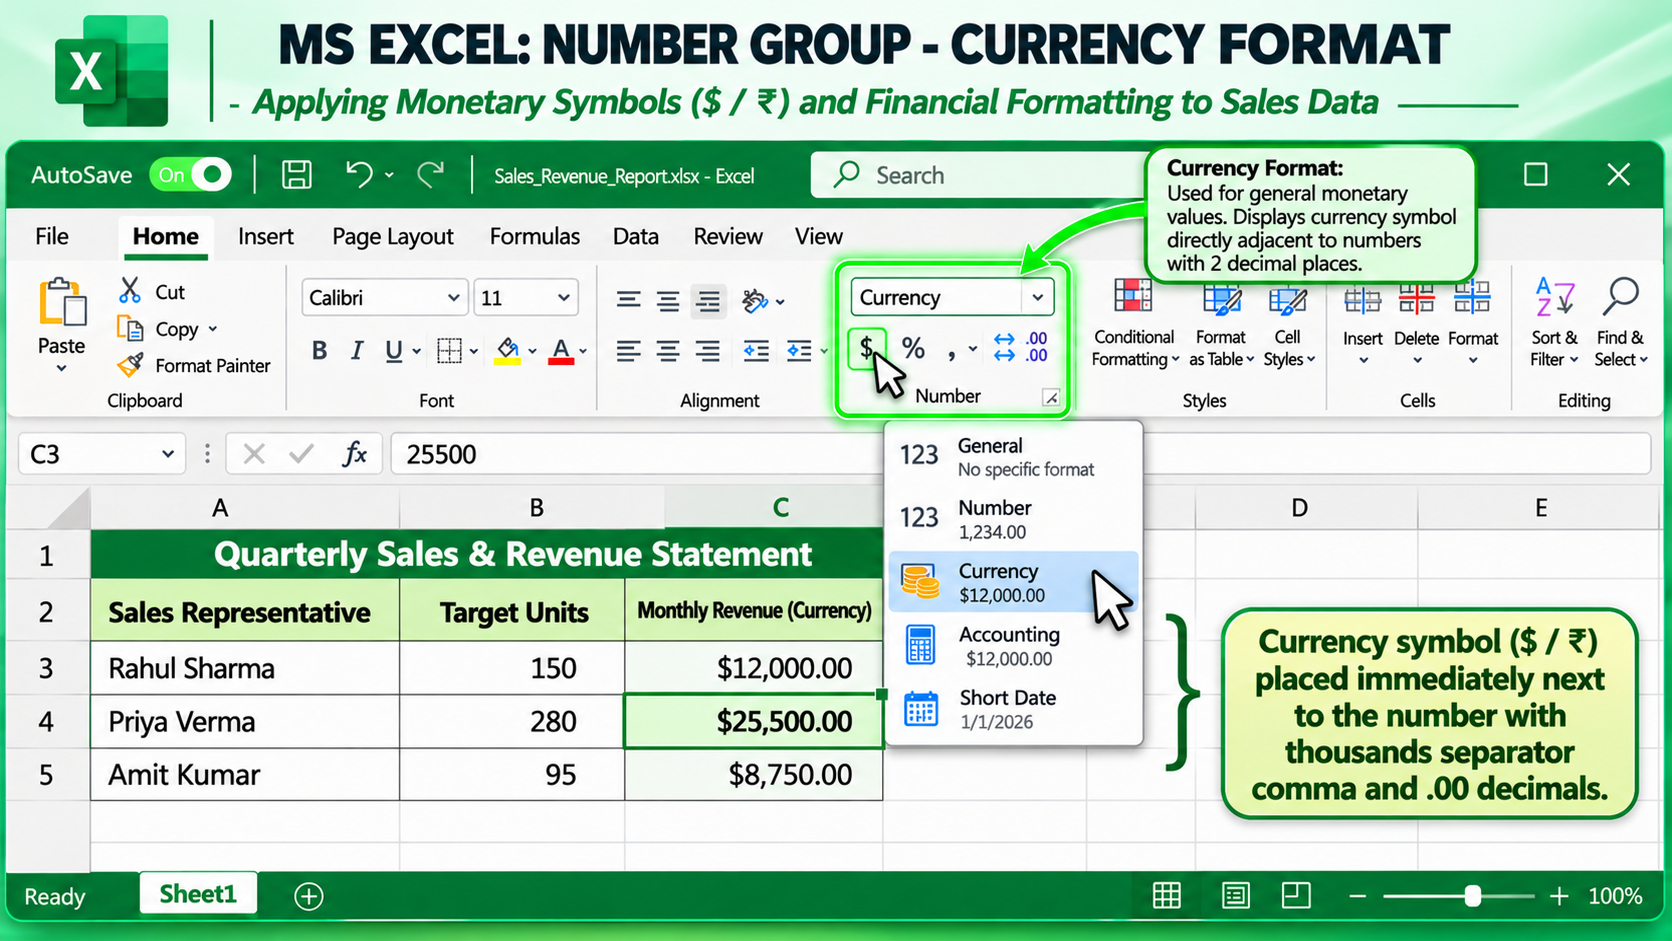 X
MS EXCEL: NUMBER GROUP - CURRENCY FORMAT
- Applying Monetary Symbols ($ / ₹) and Financial Formatting to Sales Data
AutoSave On
Sales_Revenue_Report.xlsx - Excel
Search
Currency Format:
Used for general monetary
values. Displays currency symbol
directly adjacent to numbers
with 2 decimal places.
File Home Insert Page Layout Formulas Data Review View
Paste
Cut
Copy
Format Painter
Clipboard
Calibri 11
B I U A
Font
Alignment
Currency
$ % , .00
.00
Number
Conditional
Formatting
Format
as Table
Cell
Styles
Styles
Insert Delete Format
Cells
A
Z
Sort &
Filter
Find &
Select
Editing
C3 fx 25500
123 General
No specific format
123 Number
1,234.00
Currency
$12,000.00
Accounting
$12,000.00
Short Date
1/1/2026
A B C D E
1 Quarterly Sales & Revenue Statement
2 Sales Representative Target Units Monthly Revenue (Currency)
3 Rahul Sharma 150 $12,000.00
4 Priya Verma 280 $25,500.00
5 Amit Kumar 95 $8,750.00
Currency symbol ($ / ₹)
placed immediately next
to the number with
thousands separator
comma and .00 decimals.
Ready Sheet1 100%